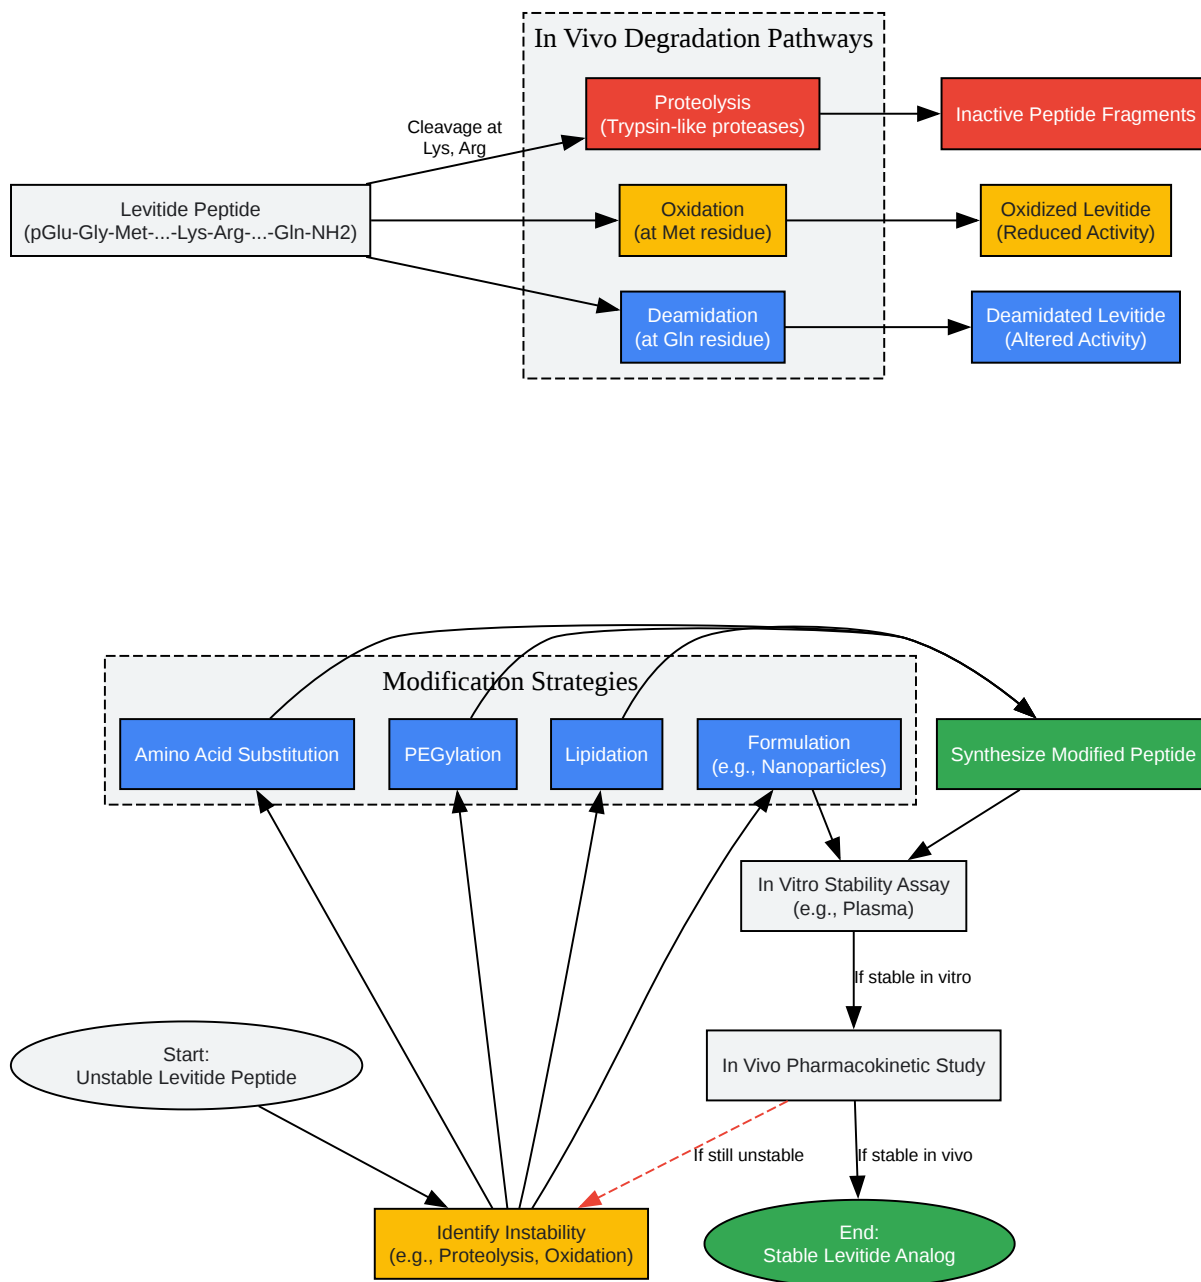 In Vivo Degradation Pathways
Proteolysis
(Trypsin-like proteases)
Inactive Peptide Fragments
Cleavage at
Lys, Arg
Levitide Peptide
(pGlu-Gly-Met-...-Lys-Arg-...-Gln-NH2)
Oxidation
(at Met residue)
Oxidized Levitide
(Reduced Activity)
Deamidation
(at Gln residue)
Deamidated Levitide
(Altered Activity)
Modification Strategies
Amino Acid Substitution
PEGylation
Lipidation
Formulation
(e.g., Nanoparticles)
Synthesize Modified Peptide
In Vitro Stability Assay
(e.g., Plasma)
If stable in vitro
In Vivo Pharmacokinetic Study
Start:
Unstable Levitide Peptide
If still unstable
If stable in vivo
Identify Instability
(e.g., Proteolysis, Oxidation)
End:
Stable Levitide Analog